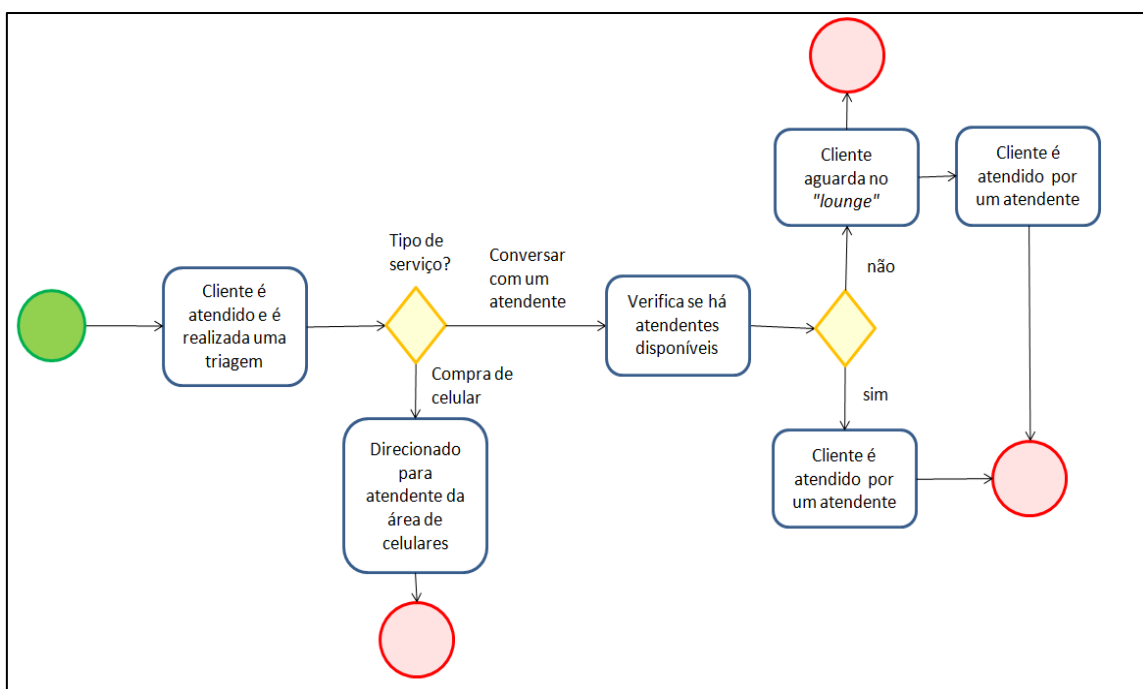 Cliente é
atendido e é
realizada uma
triagem
Tipo de
serviço?
Conversar
com um
atendente
Compra de
celular
Direcionado
para
atendente da
área de
celulares
Verifica se há
atendentes
disponíveis
não
Cliente
aguarda no
"lounge"
Cliente é
atendido por
um atendente
sim
Cliente é
atendido por
um atendente